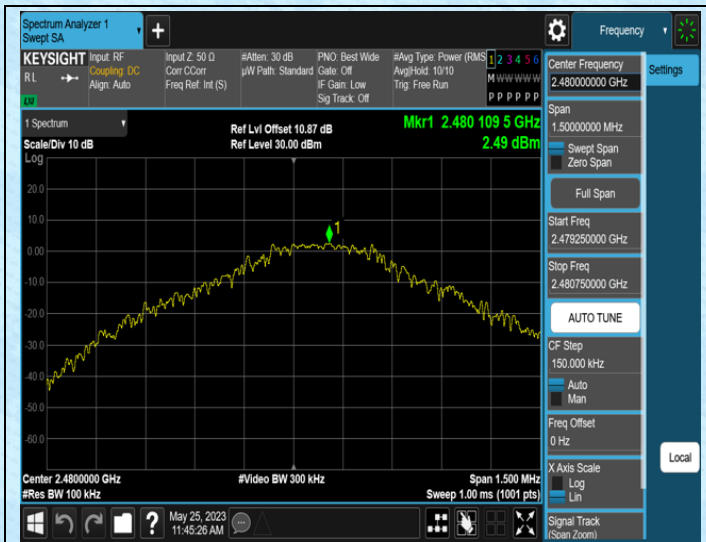 Spectrum Analyzer 1
Swept SA
Frequency
KEYSIGHT
R L
LXI
Input: RF
Coupling: DC
Align: Auto
Input Z: 50 Ω
Corr CCorr
Freq Ref: Int (S)
#Atten: 30 dB
µW Path: Standard
PNO: Best Wide
Gate: Off
IF Gain: Low
Sig Track: Off
#Avg Type: Power (RMS
Avg|Hold: 10/10
Trig: Free Run
1 2 3 4 5 6
M W W W W W
P P P P P P
Center Frequency
2.480000000 GHz
Settings
Span
1.50000000 MHz
Swept Span
Zero Span
Full Span
Start Freq
2.479250000 GHz
Stop Freq
2.480750000 GHz
AUTO TUNE
CF Step
150.000 kHz
Auto
Man
Freq Offset
0 Hz
X Axis Scale
Log
Lin
Signal Track
(Span Zoom)
Local
1 Spectrum
Scale/Div 10 dB
Log
Ref Lvl Offset 10.87 dB
Ref Level 30.00 dBm
Mkr1 2.480 109 5 GHz
2.49 dBm
20.0
10.0
0.00
-10.0
-20.0
-30.0
-40.0
-50.0
-60.0
1
Center 2.4800000 GHz
#Res BW 100 kHz
#Video BW 300 kHz
Span 1.500 MHz
Sweep 1.00 ms (1001 pts)
?
May 25, 2023
11:45:26 AM